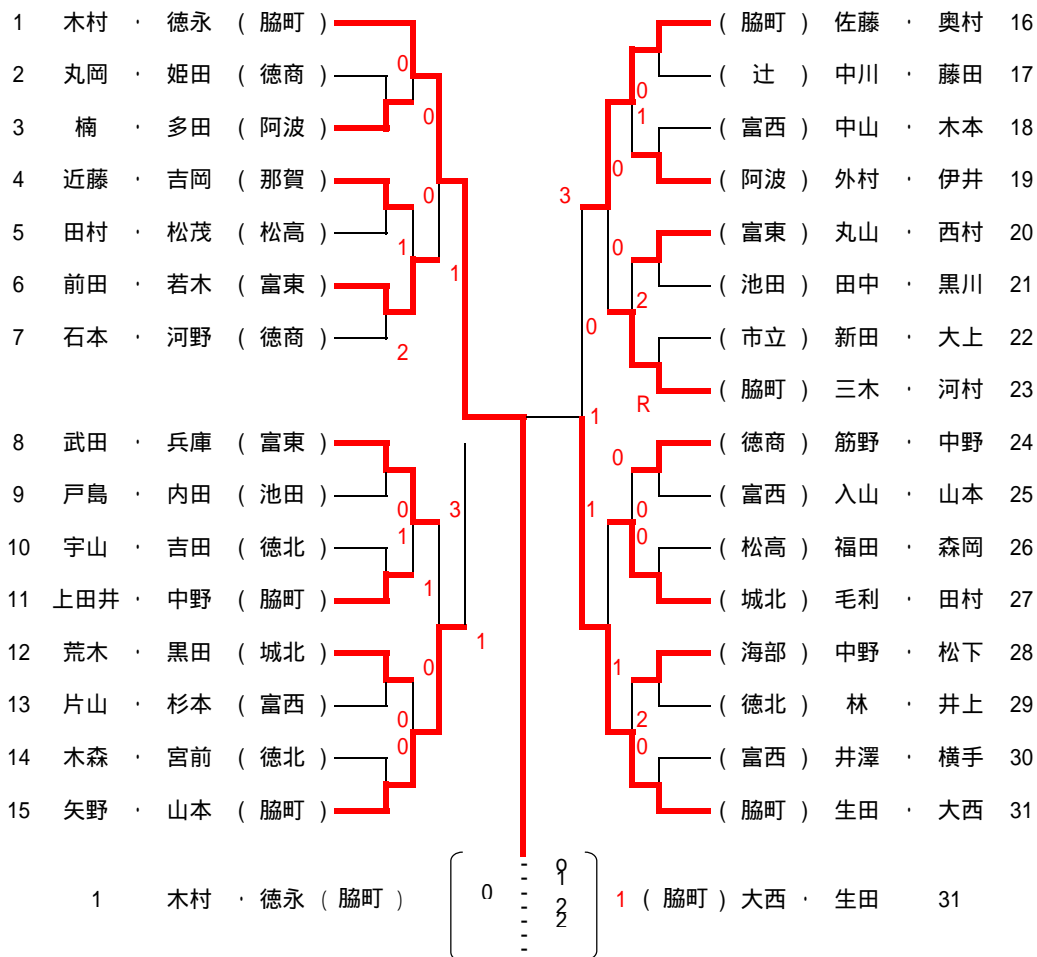 1 木村 ・ 徳永 ( 脇町 )
2 丸岡 ・ 姫田 ( 徳商 )
3 楠 ・ 多田 ( 阿波 )
4 近藤 ・ 吉岡 ( 那賀 )
5 田村 ・ 松茂 ( 松高 )
6 前田 ・ 若木 ( 富東 )
7 石本 ・ 河野 ( 徳商 )
8 武田 ・ 兵庫 ( 富東 )
9 戸島 ・ 内田 ( 池田 )
10 宇山 ・ 吉田 ( 徳北 )
11 上田井 ・ 中野 ( 脇町 )
12 荒木 ・ 黒田 ( 城北 )
13 片山 ・ 杉本 ( 富西 )
14 木森 ・ 宮前 ( 徳北 )
15 矢野 ・ 山本 ( 脇町 )
0
0
0
1
1
2
3
0
1
1
1
0
0
0
( 脇町 ) 佐藤 ・ 奥村 16
( 辻 ) 中川 ・ 藤田 17
( 富西 ) 中山 ・ 木本 18
( 阿波 ) 外村 ・ 伊井 19
( 富東 ) 丸山 ・ 西村 20
( 池田 ) 田中 ・ 黒川 21
( 市立 ) 新田 ・ 大上 22
( 脇町 ) 三木 ・ 河村 23
( 徳商 ) 筋野 ・ 中野 24
( 富西 ) 入山 ・ 山本 25
( 松高 ) 福田 ・ 森岡 26
( 城北 ) 毛利 ・ 田村 27
( 海部 ) 中野 ・ 松下 28
( 徳北 ) 林 ・ 井上 29
( 富西 ) 井澤 ・ 横手 30
( 脇町 ) 生田 ・ 大西 31
0
1
0
3
0
2
0
R
1
0
1
0
0
1
2
0
1 木村 ・ 徳永 ( 脇町 )
0
- 0
- 1
- 2
- 2
-
1 ( 脇町 ) 大西 ・ 生田 31